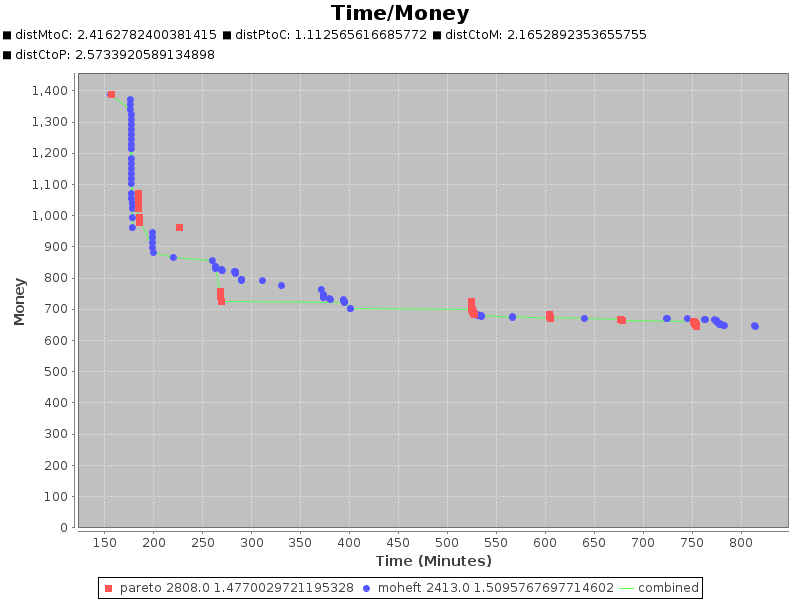 Time/Money
distMtoC: 2.4162782400381415 distPtoC: 1.112565616685772 distCtoM: 2.1652892353655755
distCtoP: 2.5733920589134898
1,400
1,300
1,200
1,100
1,000
900
800
700
600
500
400
300
200
100
0
Money
150 200 250 300 350 400 450 500 550 600 650 700 750 800
Time (Minutes)
pareto 2808.0 1.4770029721195328 moheft 2413.0 1.5095767697714602 combined